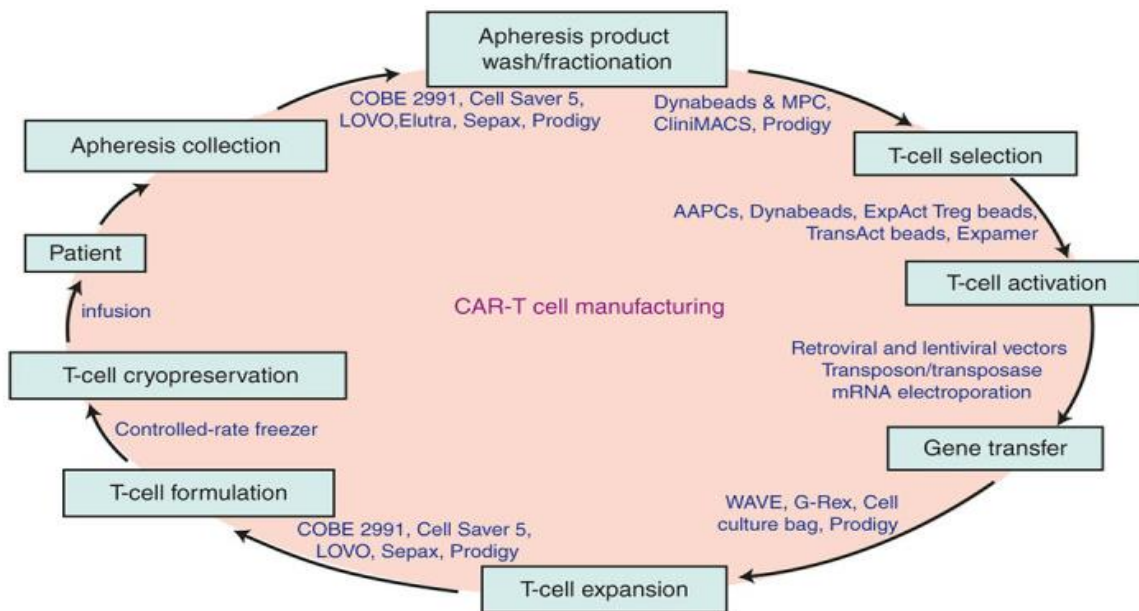 Apheresis product
wash/fractionation
COBE 2991, Cell Saver 5,
LOVO,Elutra, Sepax, Prodigy
Dynabeads & MPC,
CliniMACS, Prodigy
Apheresis collection
T-cell selection
AAPCs, Dynabeads, ExpAct Treg beads,
TransAct beads, Expamer
Patient
T-cell activation
infusion
CAR-T cell manufacturing
Retroviral and lentiviral vectors
Transposon/transposase
mRNA electroporation
T-cell cryopreservation
Controlled-rate freezer
Gene transfer
T-cell formulation
WAVE, G-Rex, Cell
culture bag, Prodigy
COBE 2991, Cell Saver 5,
LOVO, Sepax, Prodigy
T-cell expansion